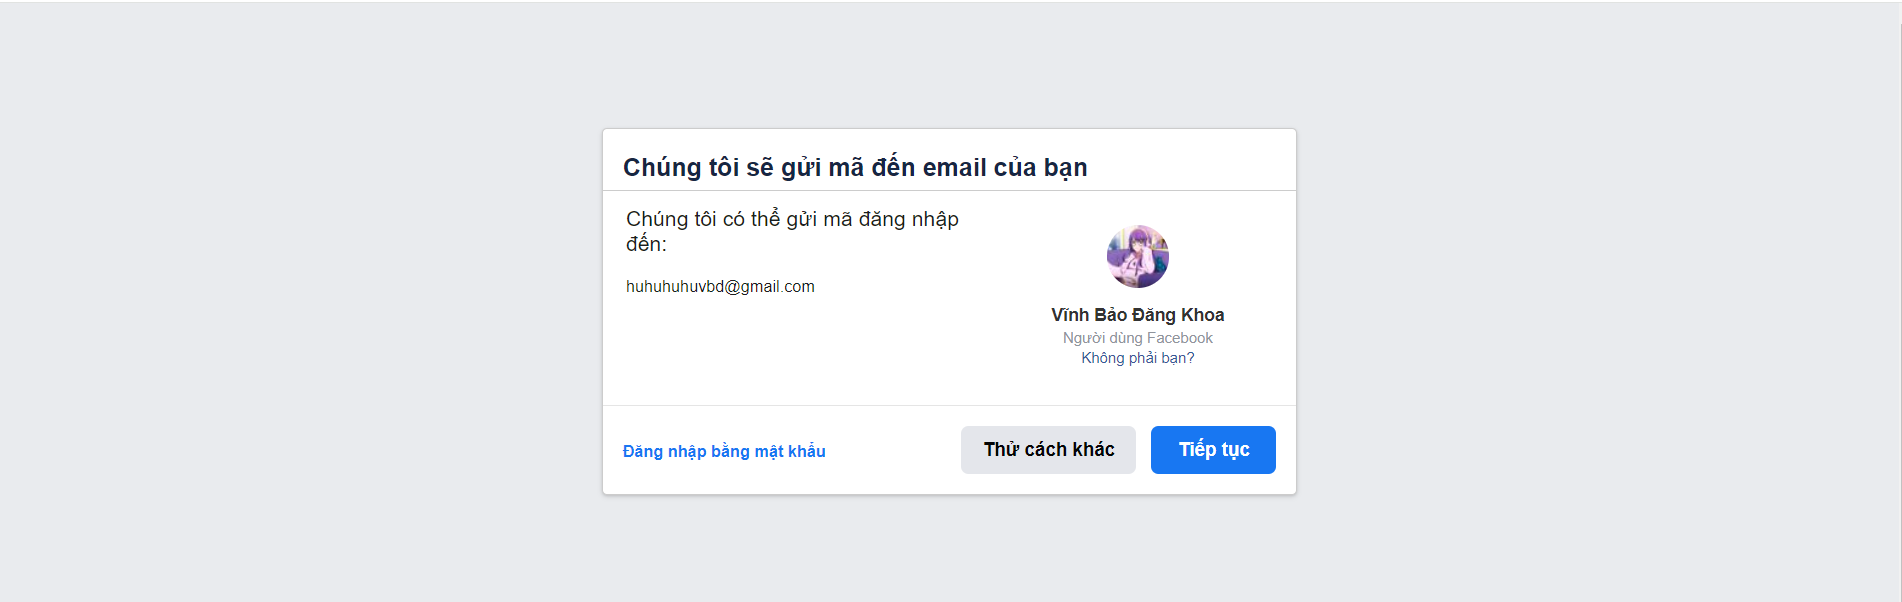 Chúng tôi sẽ gửi mã đến email của bạn
Chúng tôi có thể gửi mã đăng nhập
đến:
huhuhuhuvbd@gmail.com
Vĩnh Bảo Đăng Khoa
Người dùng Facebook
Không phải bạn?
Đăng nhập bằng mật khẩu
Thử cách khác
Tiếp tục